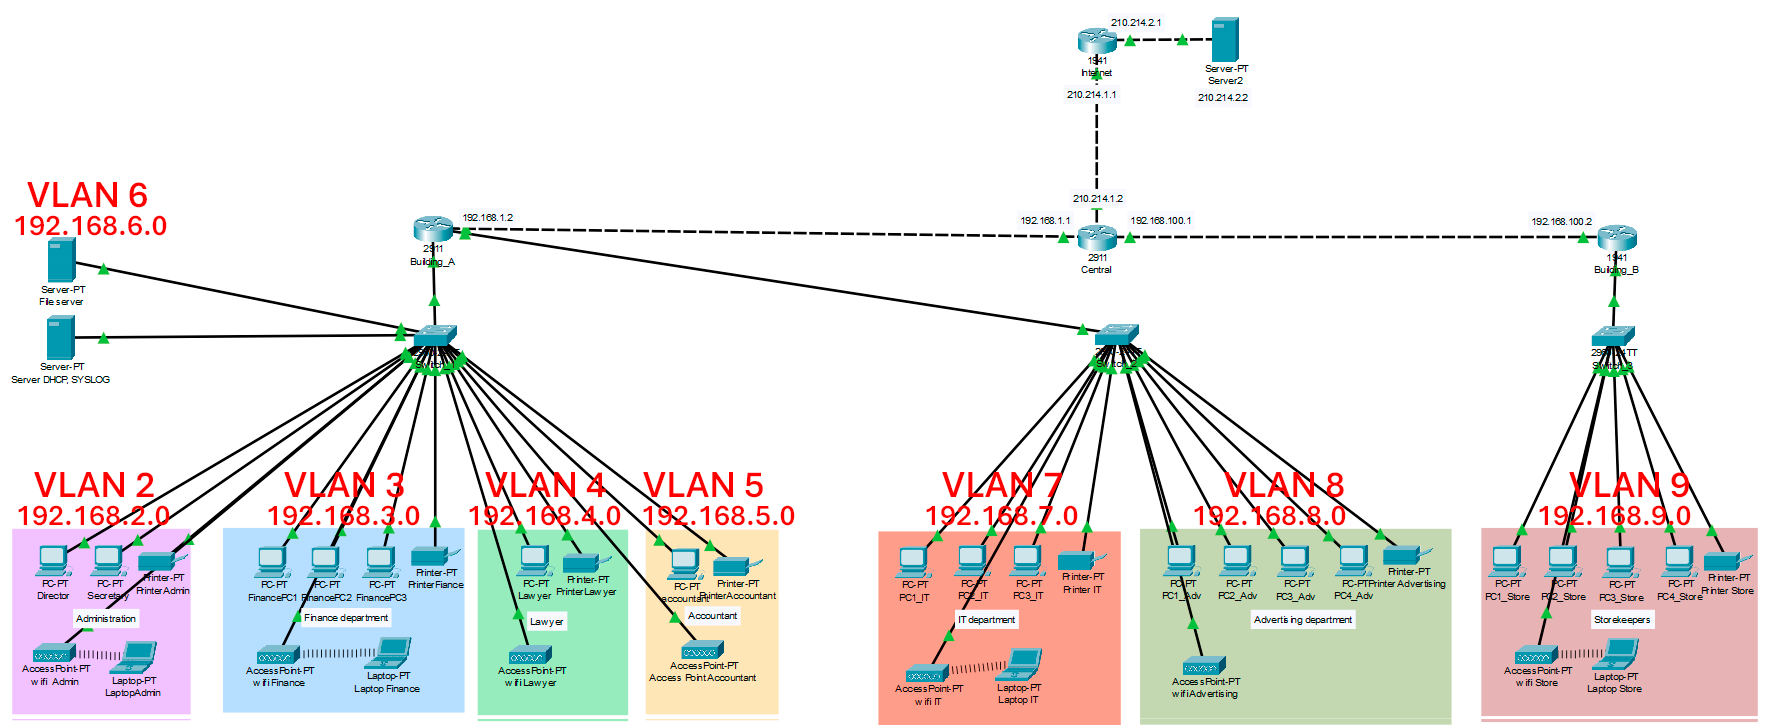 210.214.2.1
1941
Internet
Server-PT
Server2
210.214.1.1
210.214.2.2
VLAN 6
192.168.6.0
210.214.1.2
192.168.1.2
192.168.1.1
192.168.100.1
192.168.100.2
2911
Building_A
2911
Central
1941
Building_B
Server-PT
File server
Server-PT
Server DHCP, SYSLOG
VLAN 2
192.168.2.0
VLAN 3
192.168.3.0
VLAN 4
192.168.4.0
VLAN 5
192.168.5.0
VLAN 7
192.168.7.0
VLAN 8
192.168.8.0
VLAN 9
192.168.9.0
PC-PT
Director
PC-PT
Secretary
Printer-PT
PrinterAdmin
Administration
AccessPoint-PT
wifi Admin
Laptop-PT
LaptopAdmin
PC-PT
FinancePC1
PC-PT
FinancePC2
PC-PT
FinancePC3
Printer-PT
PrinterFiance
Finance department
AccessPoint-PT
wifi Finance
Laptop-PT
Laptop Finance
PC-PT
Lawyer
Printer-PT
PrinterLawyer
Lawyer
AccessPoint-PT
wifi Lawyer
PC-PT
accountant
Printer-PT
PrinterAccountant
Accountant
AccessPoint-PT
Access Point Accountant
PC-PT
PC1_IT
PC-PT
PC2_IT
PC-PT
PC3_IT
Printer-PT
Printer IT
IT department
AccessPoint-PT
wifi IT
Laptop-PT
Laptop IT
PC-PT
PC1_Adv
PC-PT
PC2_Adv
PC-PT
PC3_Adv
PC-PT
PC4_Adv
Printer-PT
Printer Advertising
Advertising department
AccessPoint-PT
wifi Advertising
PC-PT
PC1_Store
PC-PT
PC2_Store
PC-PT
PC3_Store
PC-PT
PC4_Store
Printer-PT
Printer Store
Storekeepers
AccessPoint-PT
wifi Store
Laptop-PT
Laptop Store